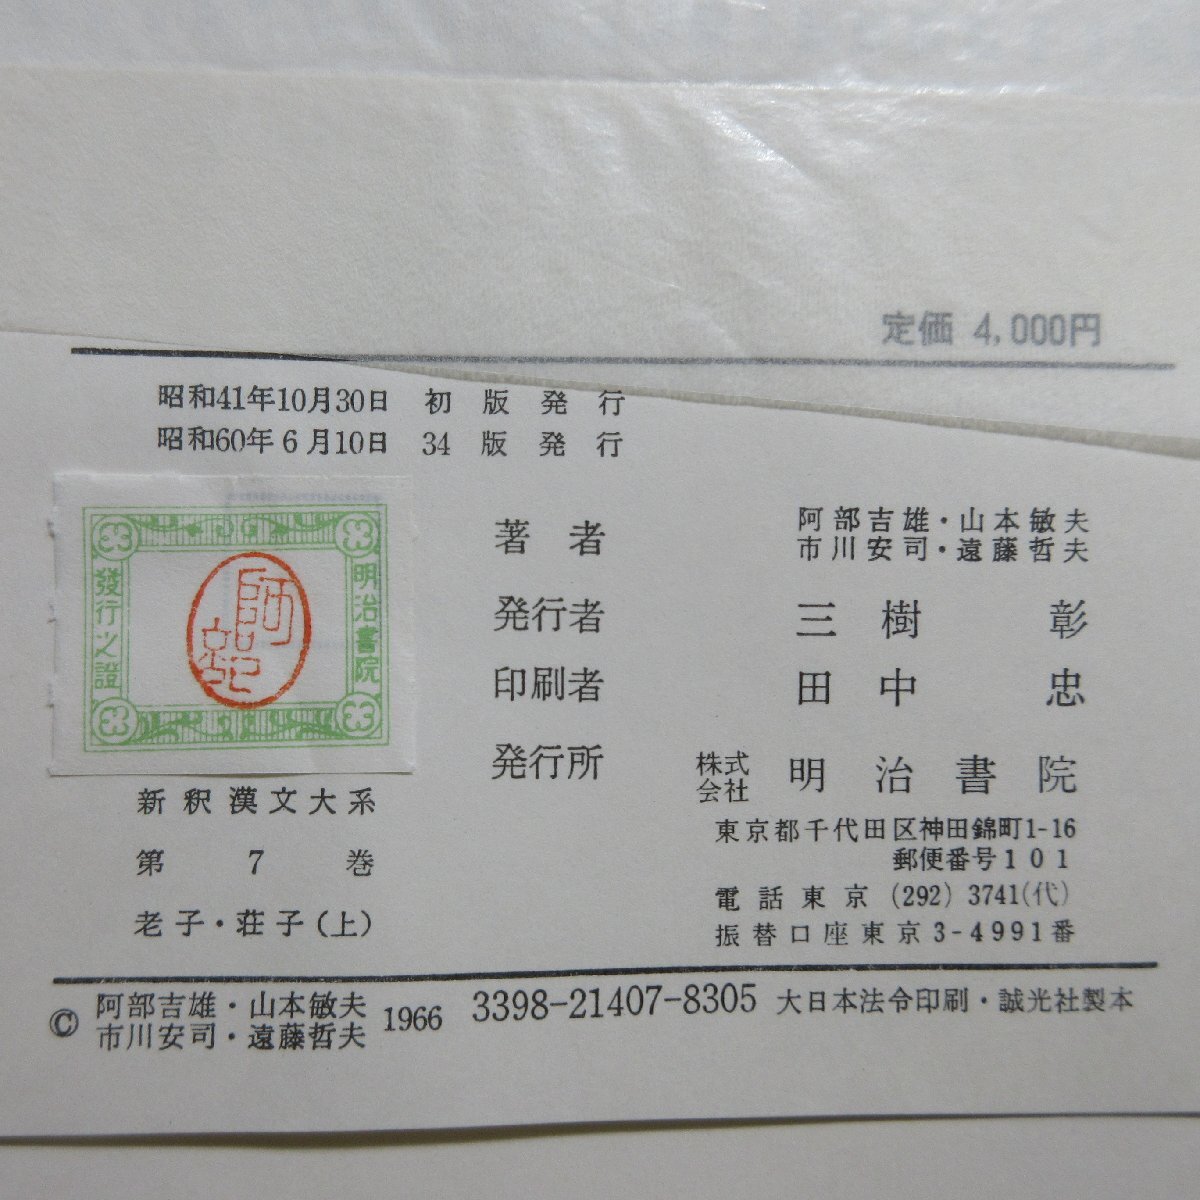 定価 4,000円
昭和41年10月30日 初版発行
昭和60年6月10日 34版発行
明治書院
發行之證
著者 阿部吉雄・山本敏夫
市川安司・遠藤哲夫
発行者 三樹彰
印刷者 田中忠
発行所 株式会社 明治書院
東京都千代田区神田錦町1-16
郵便番号101
電話東京 (292) 3741(代)
振替口座東京3-4991番
新釈漢文大系
第7巻
老子・荘子(上)
© 阿部吉雄・山本敏夫
市川安司・遠藤哲夫 1966 3398-21407-8305 大日本法令印刷・誠光社製本